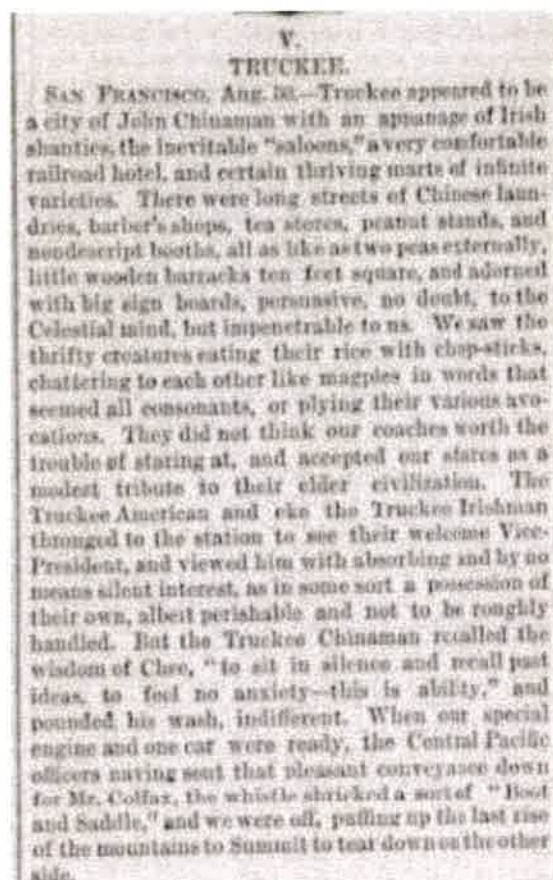 V.
TRUCKEE.
SAN FRANCISCO, Aug. —Truckee appeared to be
a city of John Chinaman with an apanage of Irish
shanties, the inevitable "saloons," a very comfortable
railroad hotel, and certain thriving marts of infinite
varieties. There were long streets of Chinese laun-
dries, barber's shops, tea stores, peanut stands, and
nondescript booths, all as like as two peas externally,
little wooden barracks ten feet square, and adorned
with big sign boards, persuasive, no doubt, to the
Celestial mind, but impenetrable to us. We saw the
thrifty creatures eating their rice with chop-sticks,
chattering to each other like magpies in words that
seemed all consonants, or plying their various avo-
cations. They did not think our coaches worth the
trouble of staring at, and accepted our stares as a
modest tribute to their elder civilization. The
Truckee American and eke the Truckee Irishman
thronged to the station to see their welcome Vice-
President, and viewed him with absorbing and by no
means silent interest, as in some sort a possession of
their own, albeit perishable and not to be roughly
handled. But the Truckee Chinaman recalled the
wisdom of "to sit in silence and recall past
ideas, to feel no anxiety—this is ability," and
pounded his wash, indifferent. When our special
engine and one car were ready, the Central Pacific
officers having sent that pleasant conveyance down
for Mr. Colfax, the whistle shrieked a sort of "Boot
and Saddle," and we were off, puffing up the last rise
of the mountains to Summit to tear down on the other
side.